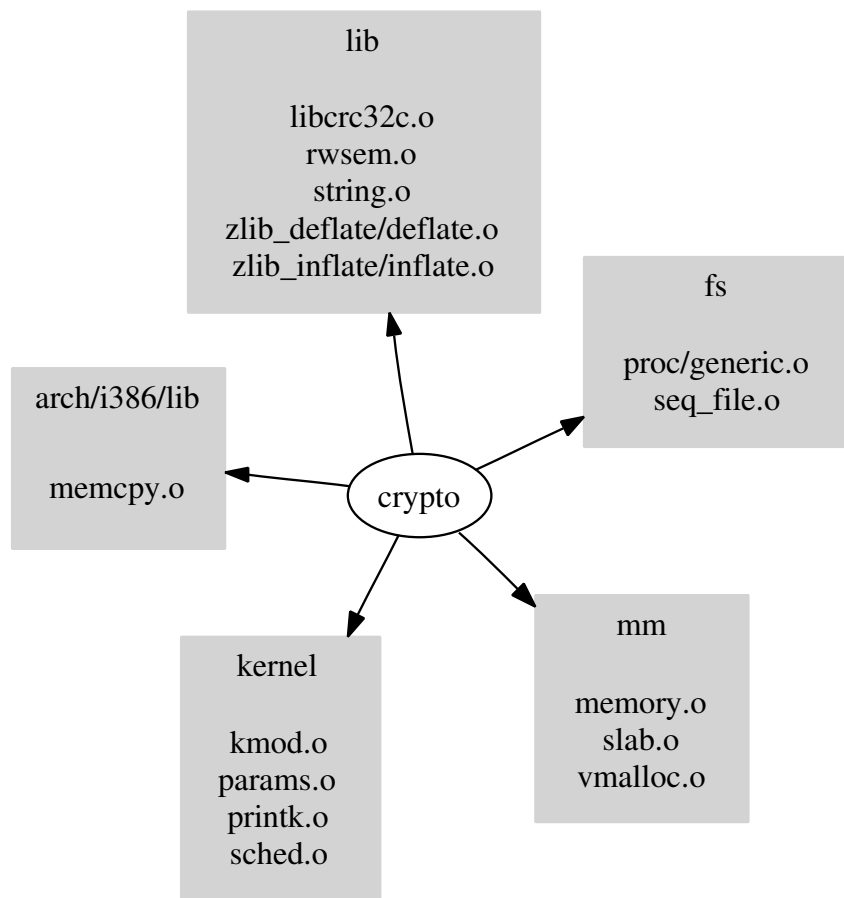 lib
libcrc32c.o
rwsem.o
string.o
zlib_deflate/deflate.o
zlib_inflate/inflate.o
fs
proc/generic.o
seq_file.o
arch/i386/lib
memcpy.o
crypto
kernel
kmod.o
params.o
printk.o
sched.o
mm
memory.o
slab.o
vmalloc.o